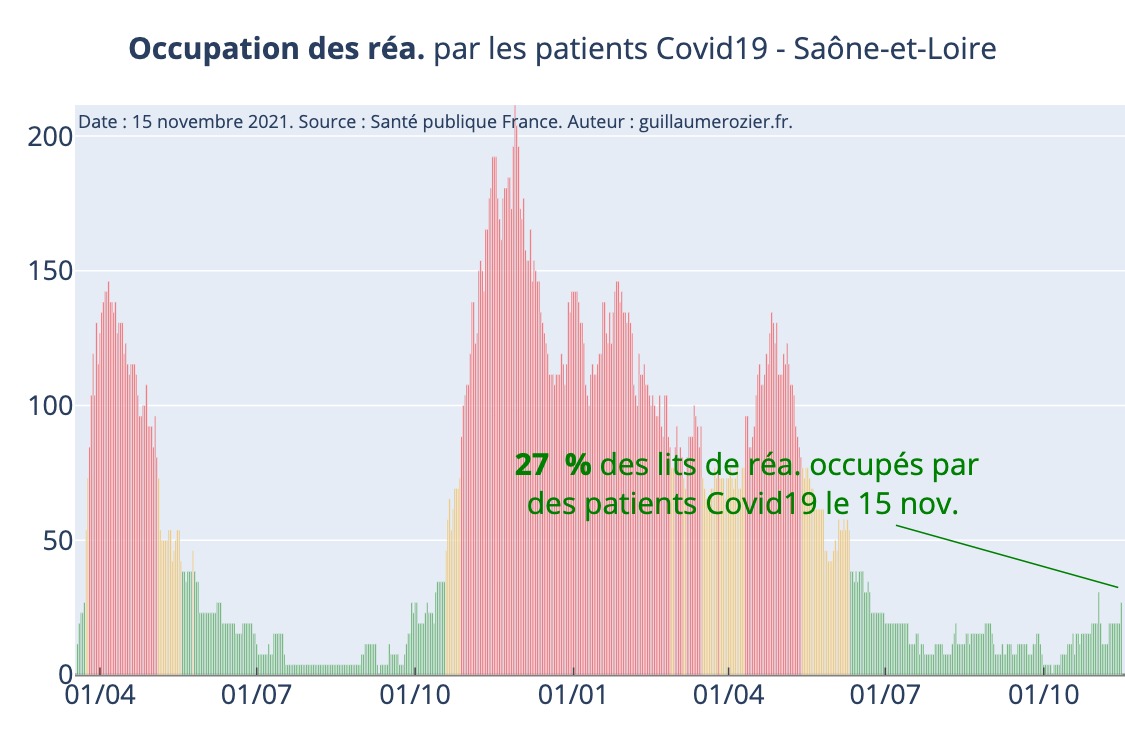 Occupation des réa. par les patients Covid19 - Saône-et-Loire
Date : 15 novembre 2021. Source : Santé publique France. Auteur : guillaumerozier.fr.
200
150
100
27 % des lits de réa. occupés par
des patients Covid19 le 15 nov.
50
0
01/04 01/07 01/10 01/01 01/04 01/07 01/10